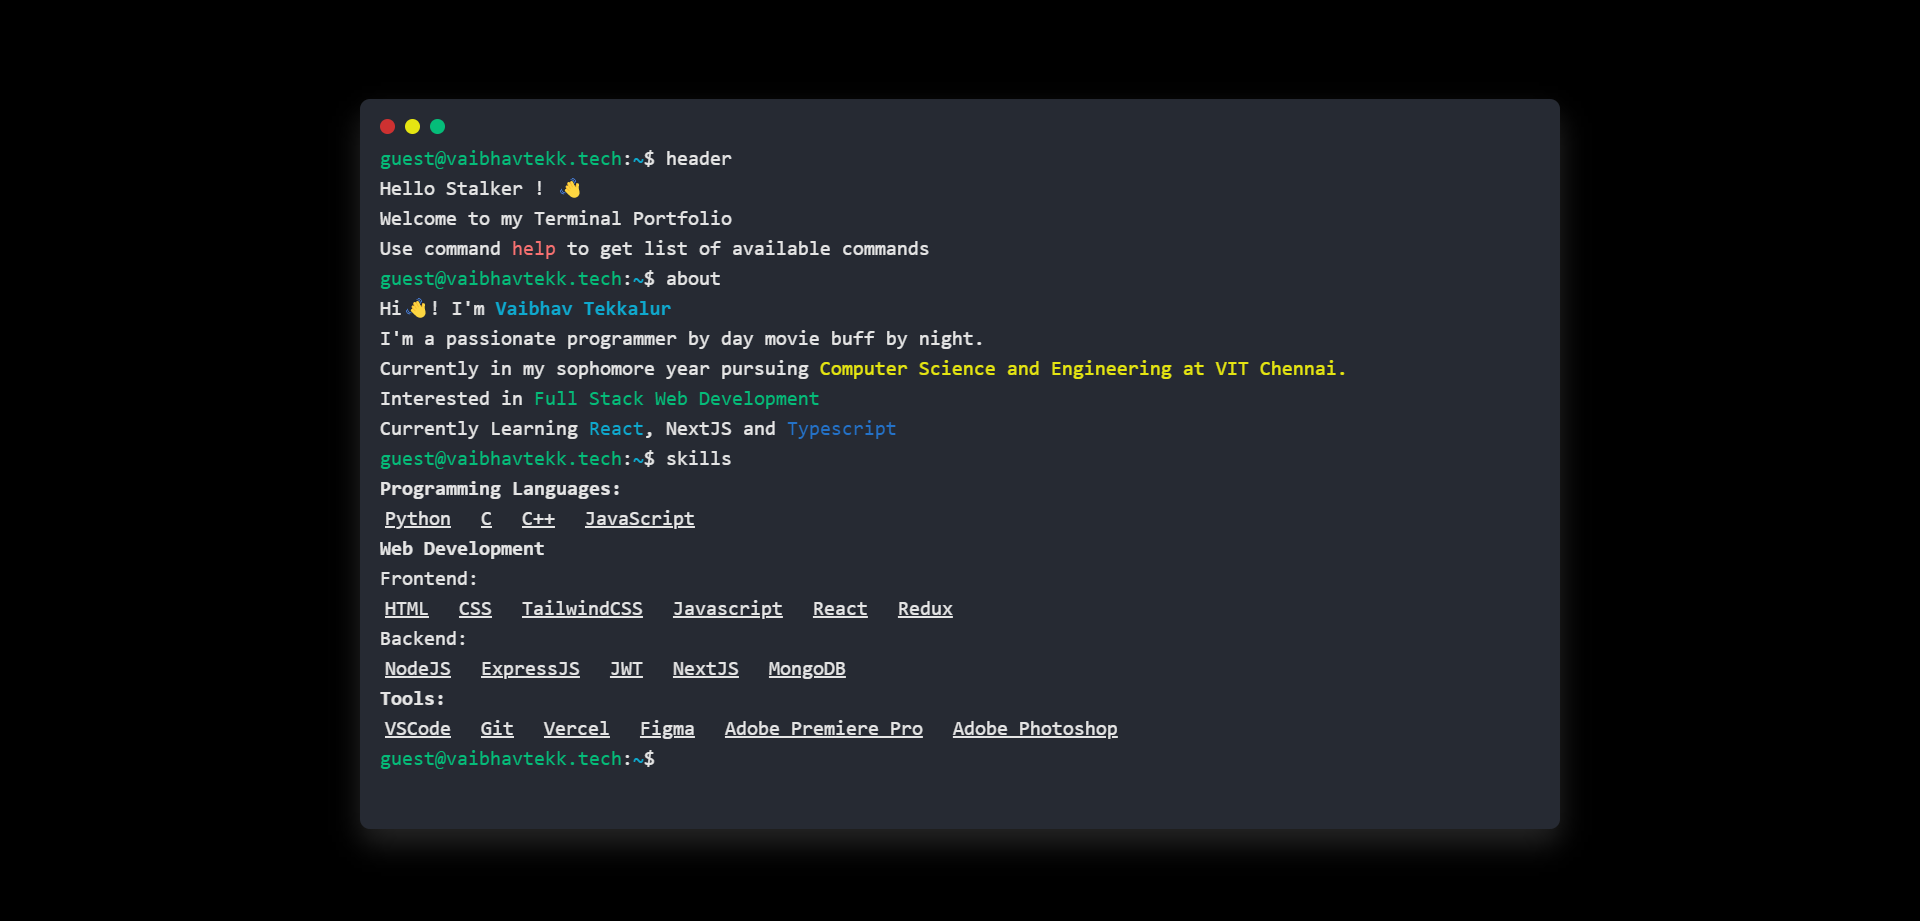 guest@vaibhavtekk.tech:~$ header
Hello Stalker ! 👋
Welcome to my Terminal Portfolio
Use command help to get list of available commands
guest@vaibhavtekk.tech:~$ about
Hi👋! I'm Vaibhav Tekkalur
I'm a passionate programmer by day movie buff by night.
Currently in my sophomore year pursuing Computer Science and Engineering at VIT Chennai.
Interested in Full Stack Web Development
Currently Learning React, NextJS and Typescript
guest@vaibhavtekk.tech:~$ skills
Programming Languages:
Python C C++ JavaScript
Web Development
Frontend:
HTML CSS TailwindCSS Javascript React Redux
Backend:
NodeJS ExpressJS JWT NextJS MongoDB
Tools:
VSCode Git Vercel Figma Adobe Premiere Pro Adobe Photoshop
guest@vaibhavtekk.tech:~$